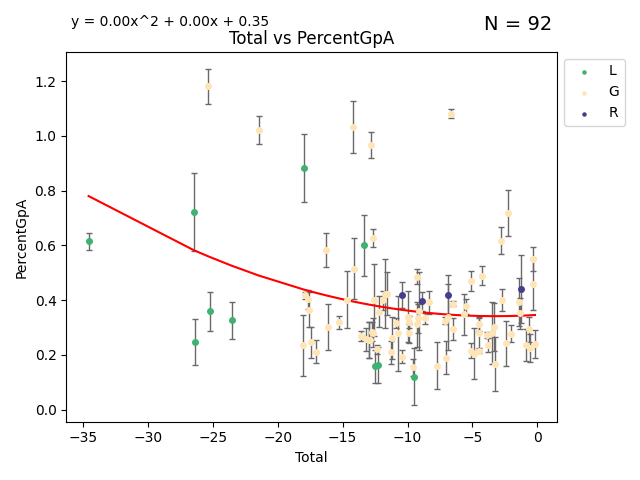 y = 0.00x^2 + 0.00x + 0.35
N = 92
Total vs PercentGpA
L
G
R
PercentGpA
1.2
1.0
0.8
0.6
0.4
0.2
0.0
−35 −30 −25 −20 −15 −10 −5 0
Total